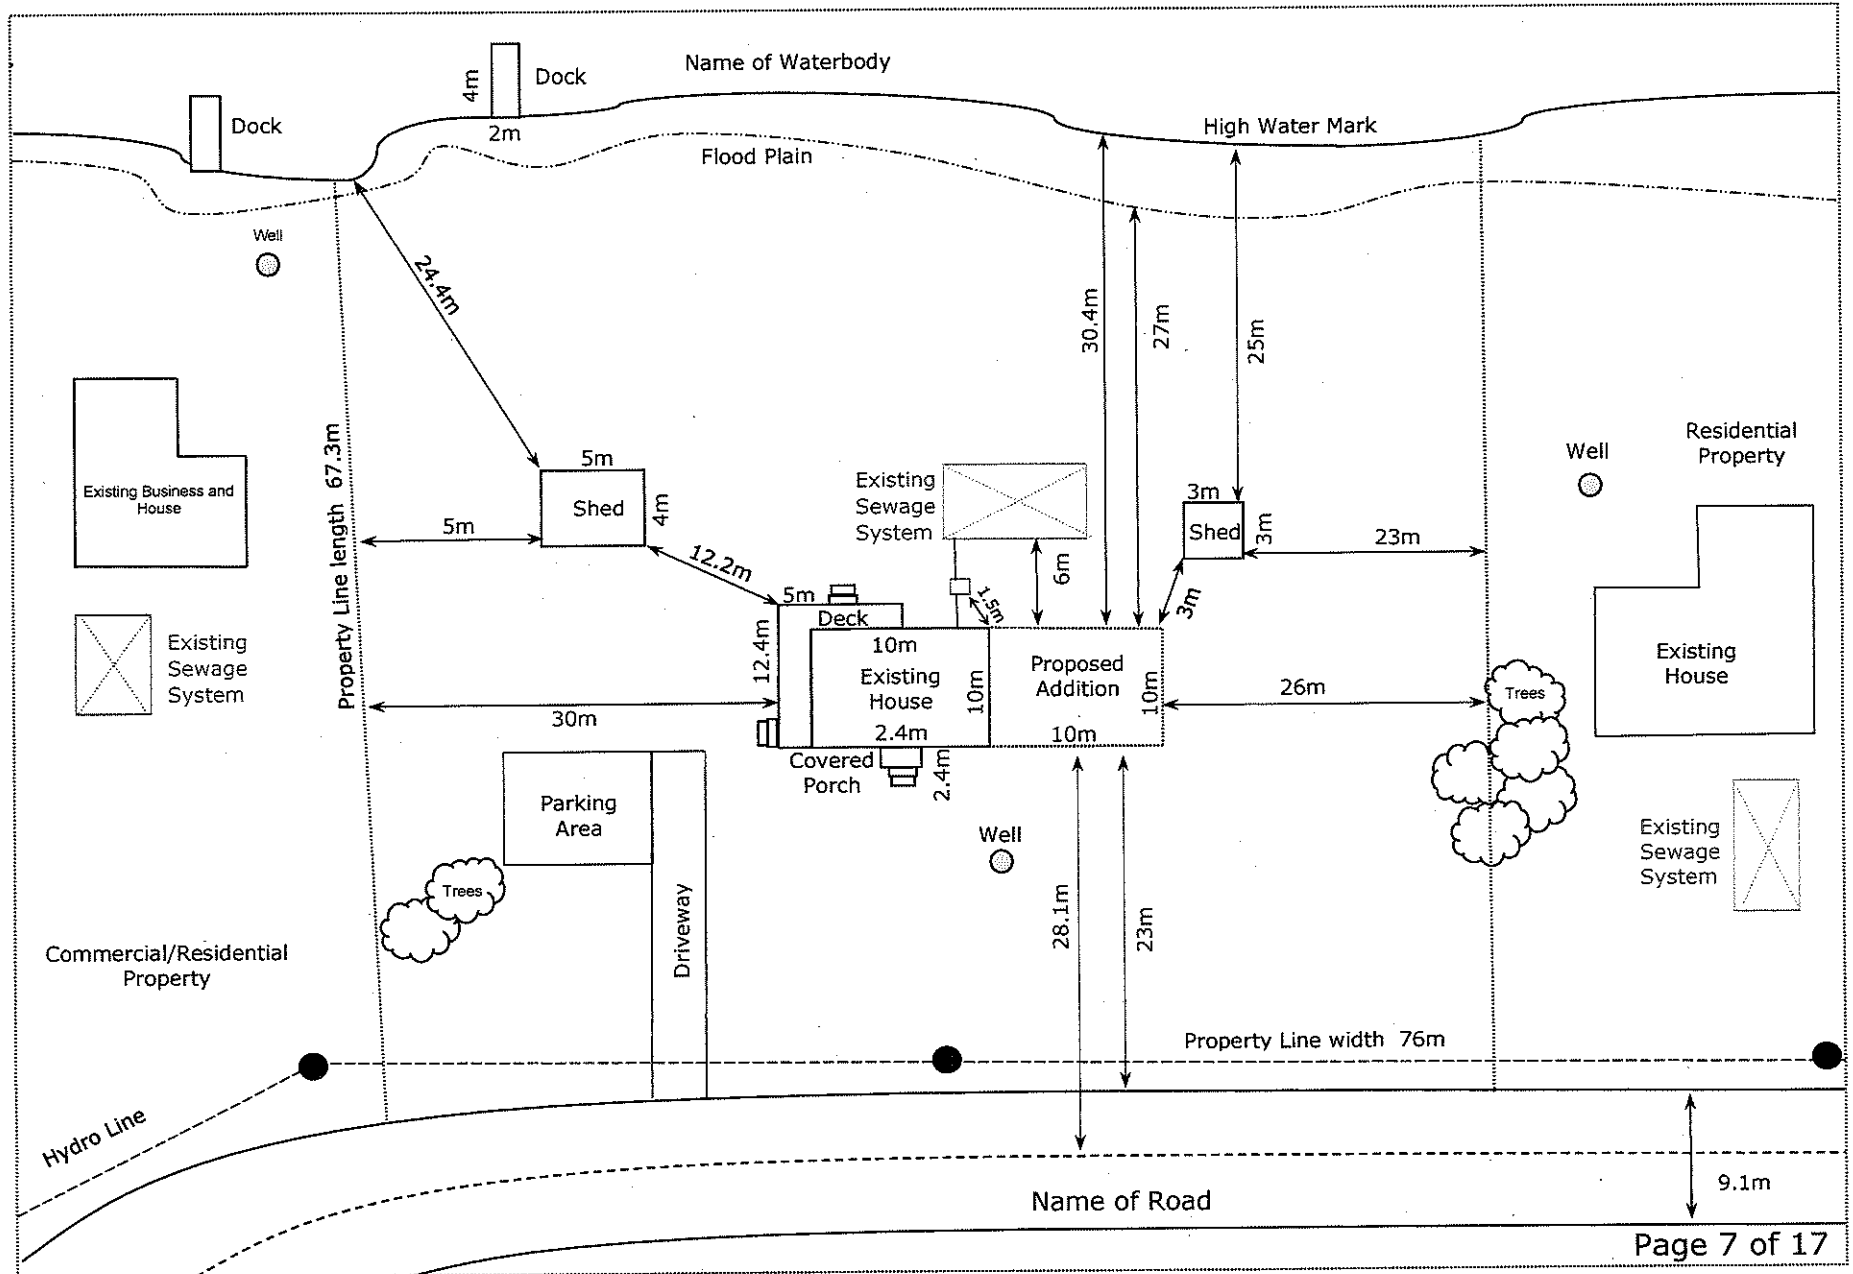 Name of Waterbody
Dock
4m
2m
Dock
High Water Mark
Flood Plain
Well
24.4m
30.4m
27m
25m
Property Line length 67.3m
Existing Business and
House
5m
Shed
4m
5m
12.2m
Existing
Sewage
System
6m
1.5m
3m
Shed
3m
3m
23m
Well
Residential
Property
Existing
Sewage
System
5m
Deck
12.4m
10m
Existing
House
10m
2.4m
Proposed
Addition
10m
10m
30m
26m
Trees
Existing
House
Covered
Porch
2.4m
Parking
Area
Driveway
Trees
Well
28.1m
23m
Existing
Sewage
System
Commercial/Residential
Property
Property Line width 76m
Hydro Line
Name of Road
9.1m
Page 7 of 17